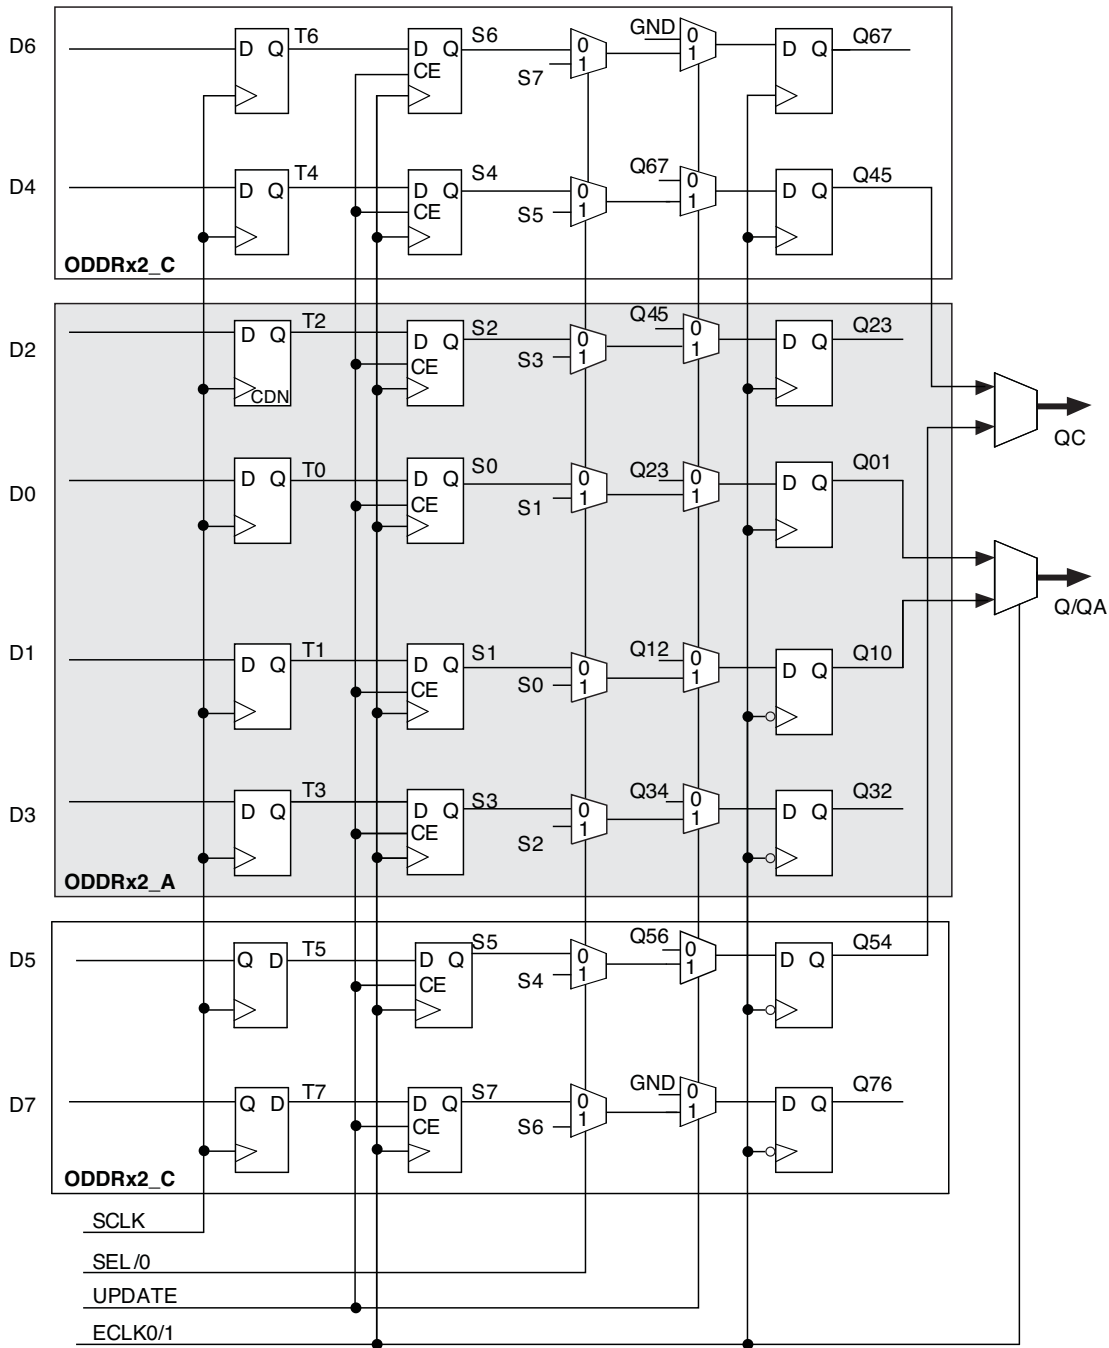 D6 D Q T6 D Q CE S6 0 1 S7 GND 0 1 D Q Q67
D4 D Q T4 D Q CE S4 0 1 S5 Q67 0 1 D Q Q45
ODDRx2_C
D2 D Q CDN T2 D Q CE S2 0 1 S3 Q45 0 1 D Q Q23
QC
D0 D Q T0 D Q CE S0 0 1 S1 Q23 0 1 D Q Q01
Q/QA
D1 D Q T1 D Q CE S1 0 1 S0 Q12 0 1 D Q Q10
D3 D Q T3 D Q CE S3 0 1 S2 Q34 0 1 D Q Q32
ODDRx2_A
D5 Q D T5 D Q CE S5 0 1 S4 Q56 0 1 D Q Q54
D7 Q D T7 D Q CE S7 0 1 S6 GND 0 1 D Q Q76
ODDRx2_C
SCLK
SEL/0
UPDATE
ECLK0/1